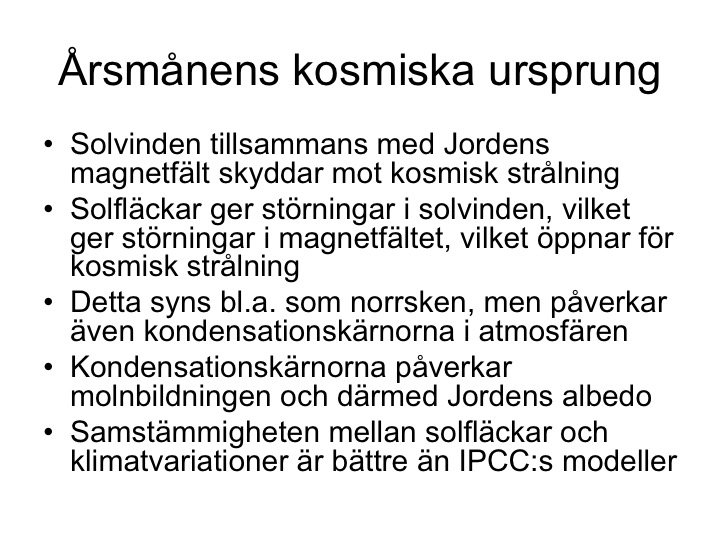 Årsmånens kosmiska ursprung
• Solvinden tillsammans med Jordens
magnetfält skyddar mot kosmisk strålning
• Solfläckar ger störningar i solvinden, vilket
ger störningar i magnetfältet, vilket öppnar för
kosmisk strålning
• Detta syns bl.a. som norrsken, men påverkar
även kondensationskärnorna i atmosfären
• Kondensationskärnorna påverkar
molnbildningen och därmed Jordens albedo
• Samstämmigheten mellan solfläckar och
klimatvariationer är bättre än IPCC:s modeller